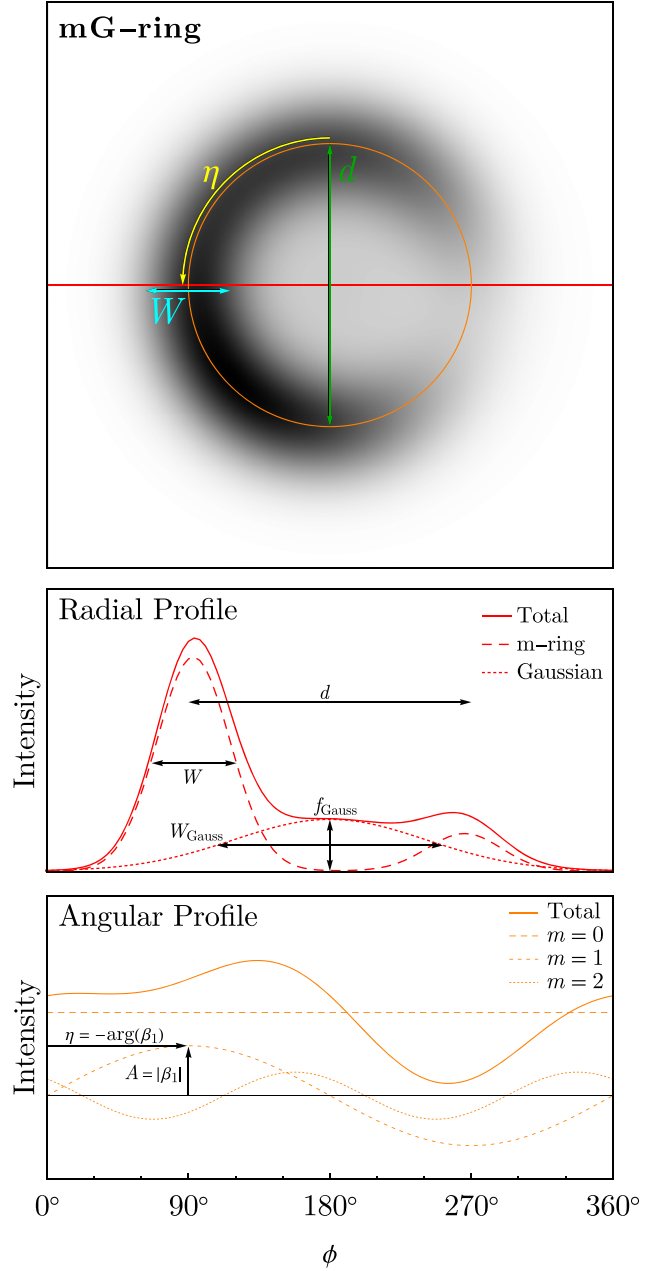 mG−ring
η
d
W
Radial Profile
Total
m−ring
Gaussian
Intensity
d
W
f_Gauss
W_Gauss
Angular Profile
Total
m = 0
m = 1
m = 2
Intensity
η = −arg(β₁)
A = |β₁|
0° 90° 180° 270° 360°
ϕ